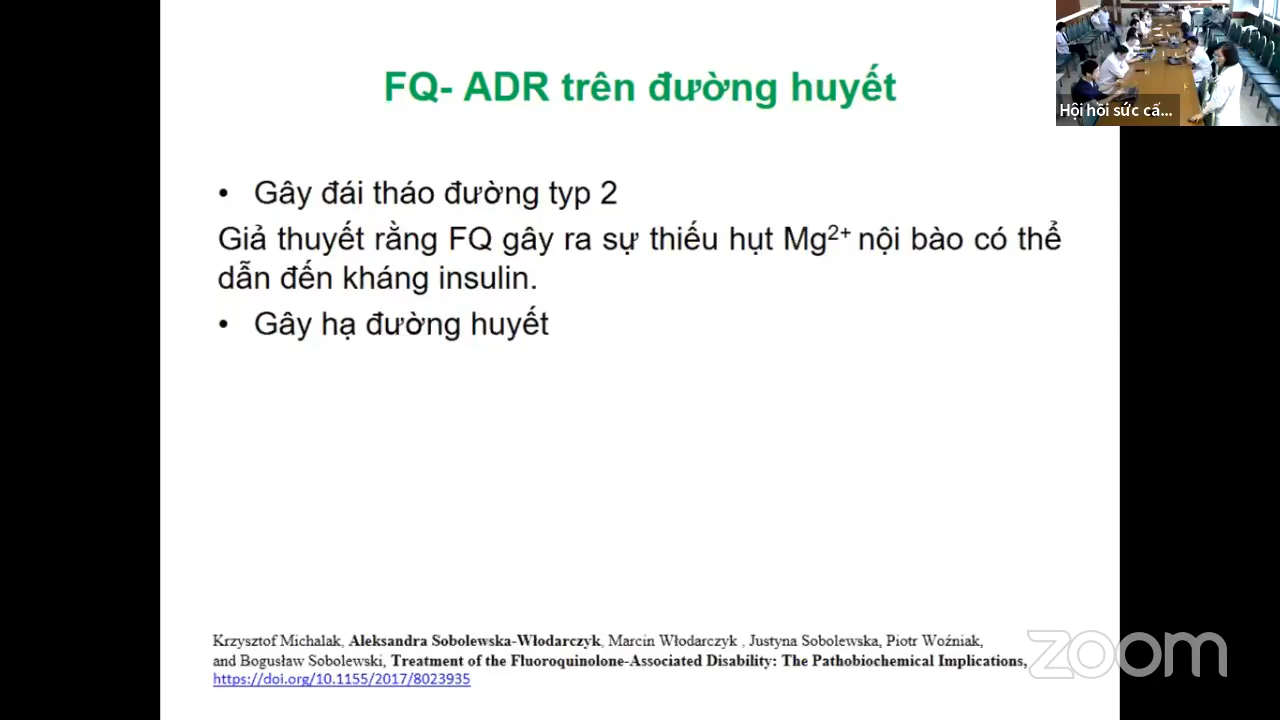 FQ- ADR trên đường huyết
Hội hồi sức cấ...
• Gây đái tháo đường typ 2
Giả thuyết rằng FQ gây ra sự thiếu hụt Mg2+ nội bào có thể
dẫn đến kháng insulin.
• Gây hạ đường huyết
Krzysztof Michalak, Aleksandra Sobolewska-Włodarczyk, Marcin Włodarczyk , Justyna Sobolewska, Piotr Woźniak,
and Bogusław Sobolewski, Treatment of the Fluoroquinolone-Associated Disability: The Pathobiochemical Implications,
https://doi.org/10.1155/2017/8023935
zoom